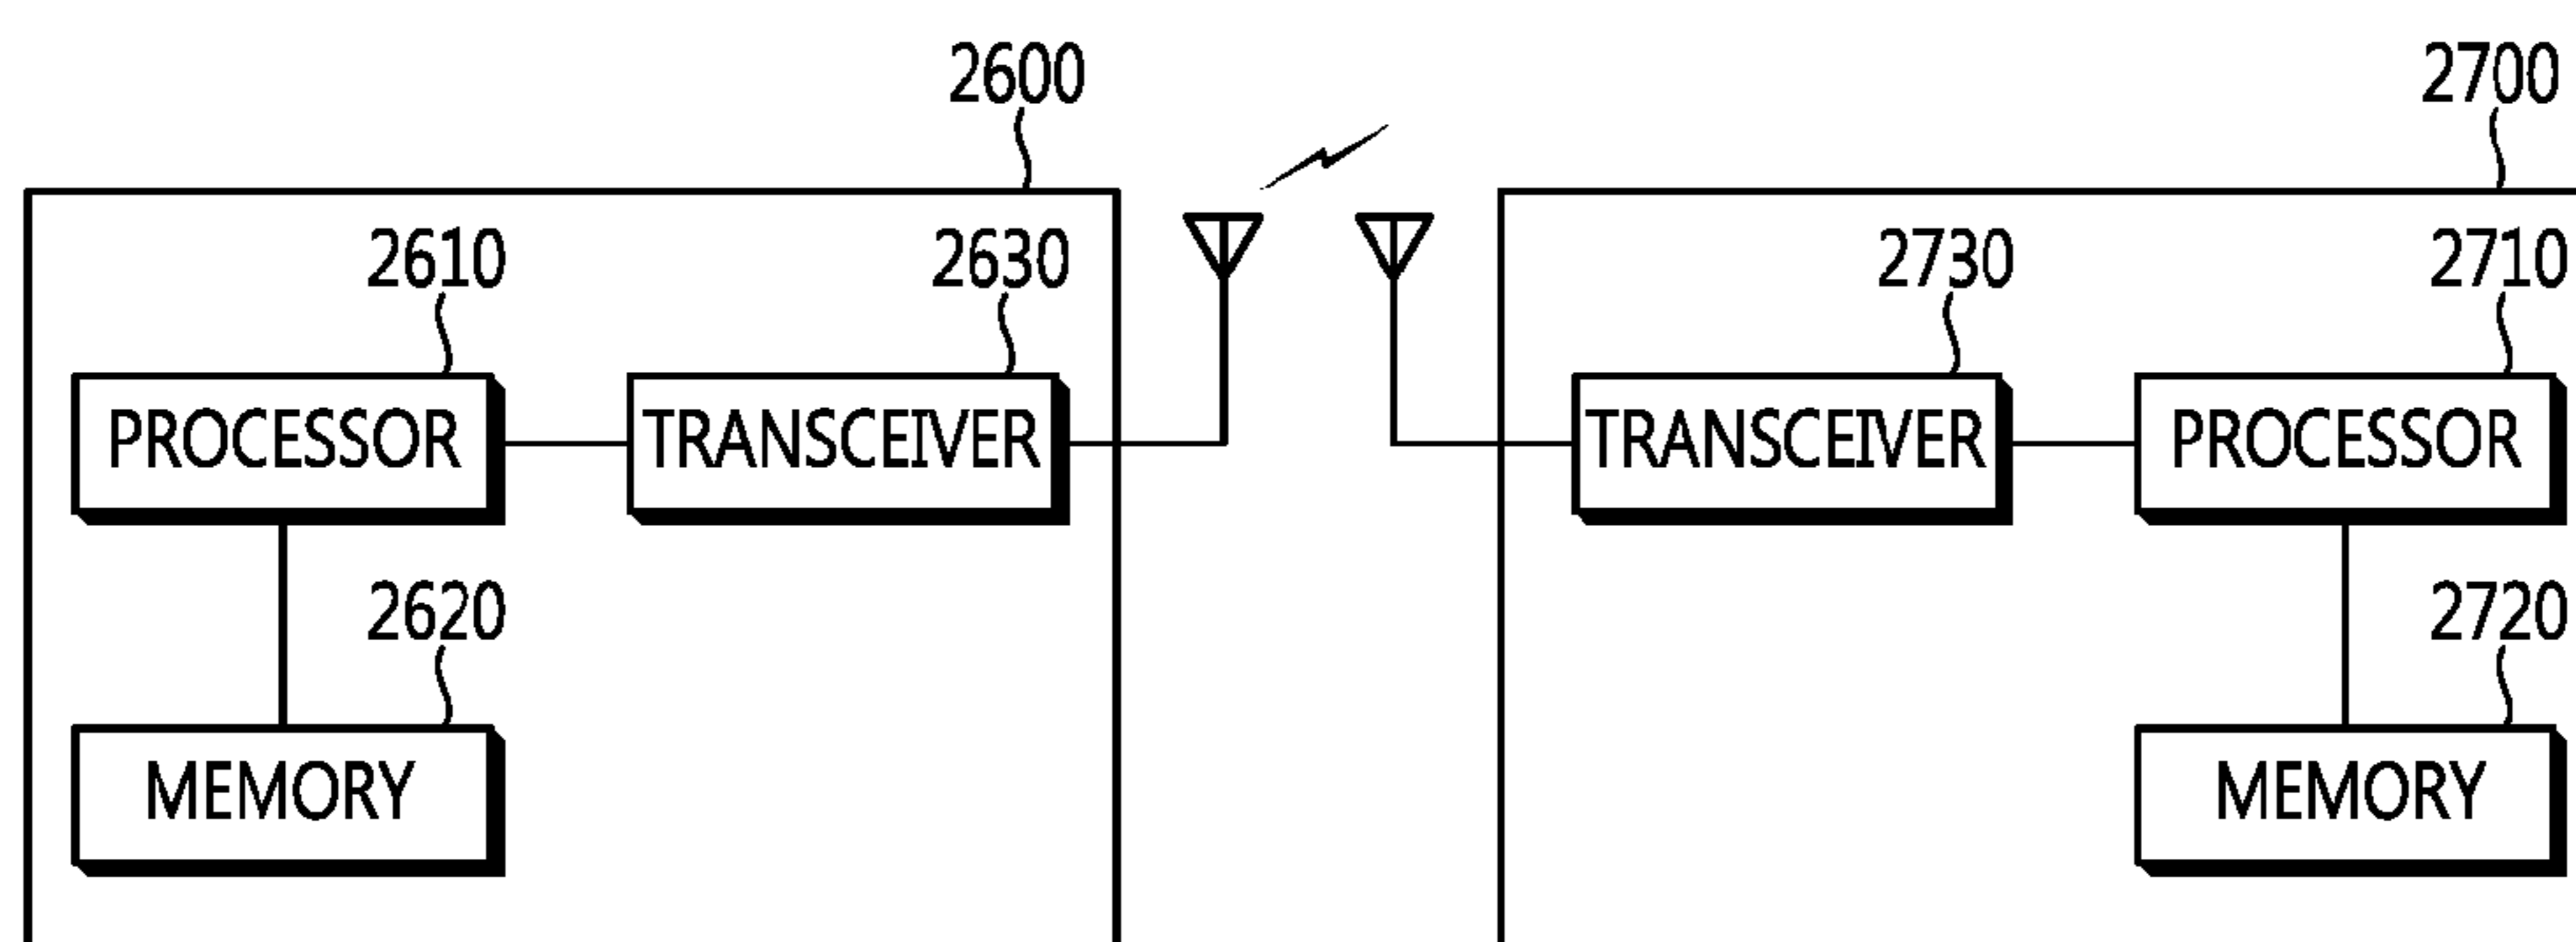 2600
2700
2610
2630
2730
2710
PROCESSOR
TRANSCEIVER
TRANSCEIVER
PROCESSOR
2620
2720
MEMORY
MEMORY